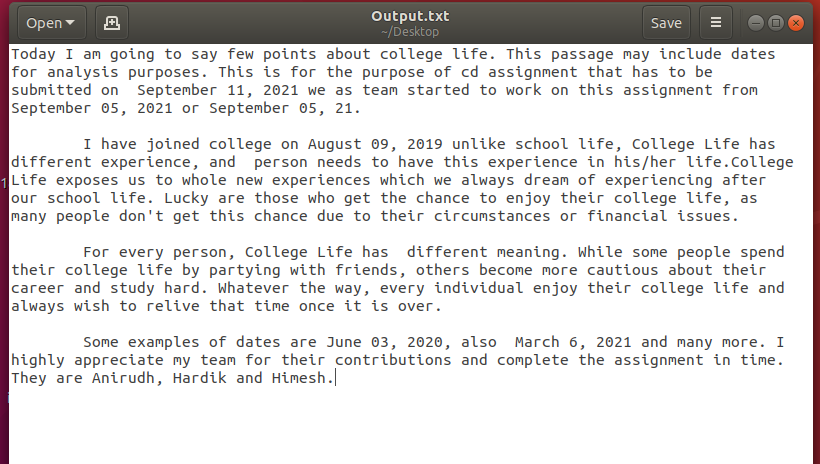 Open
Output.txt
~/Desktop
Save
Today I am going to say few points about college life. This passage may include dates
for analysis purposes. This is for the purpose of cd assignment that has to be
submitted on  September 11, 2021 we as team started to work on this assignment from
September 05, 2021 or September 05, 21.
I have joined college on August 09, 2019 unlike school life, College Life has
different experience, and  person needs to have this experience in his/her life.College
Life exposes us to whole new experiences which we always dream of experiencing after
our school life. Lucky are those who get the chance to enjoy their college life, as
many people don't get this chance due to their circumstances or financial issues.
For every person, College Life has  different meaning. While some people spend
their college life by partying with friends, others become more cautious about their
career and study hard. Whatever the way, every individual enjoy their college life and
always wish to relive that time once it is over.
Some examples of dates are June 03, 2020, also  March 6, 2021 and many more. I
highly appreciate my team for their contributions and complete the assignment in time.
They are Anirudh, Hardik and Himesh.